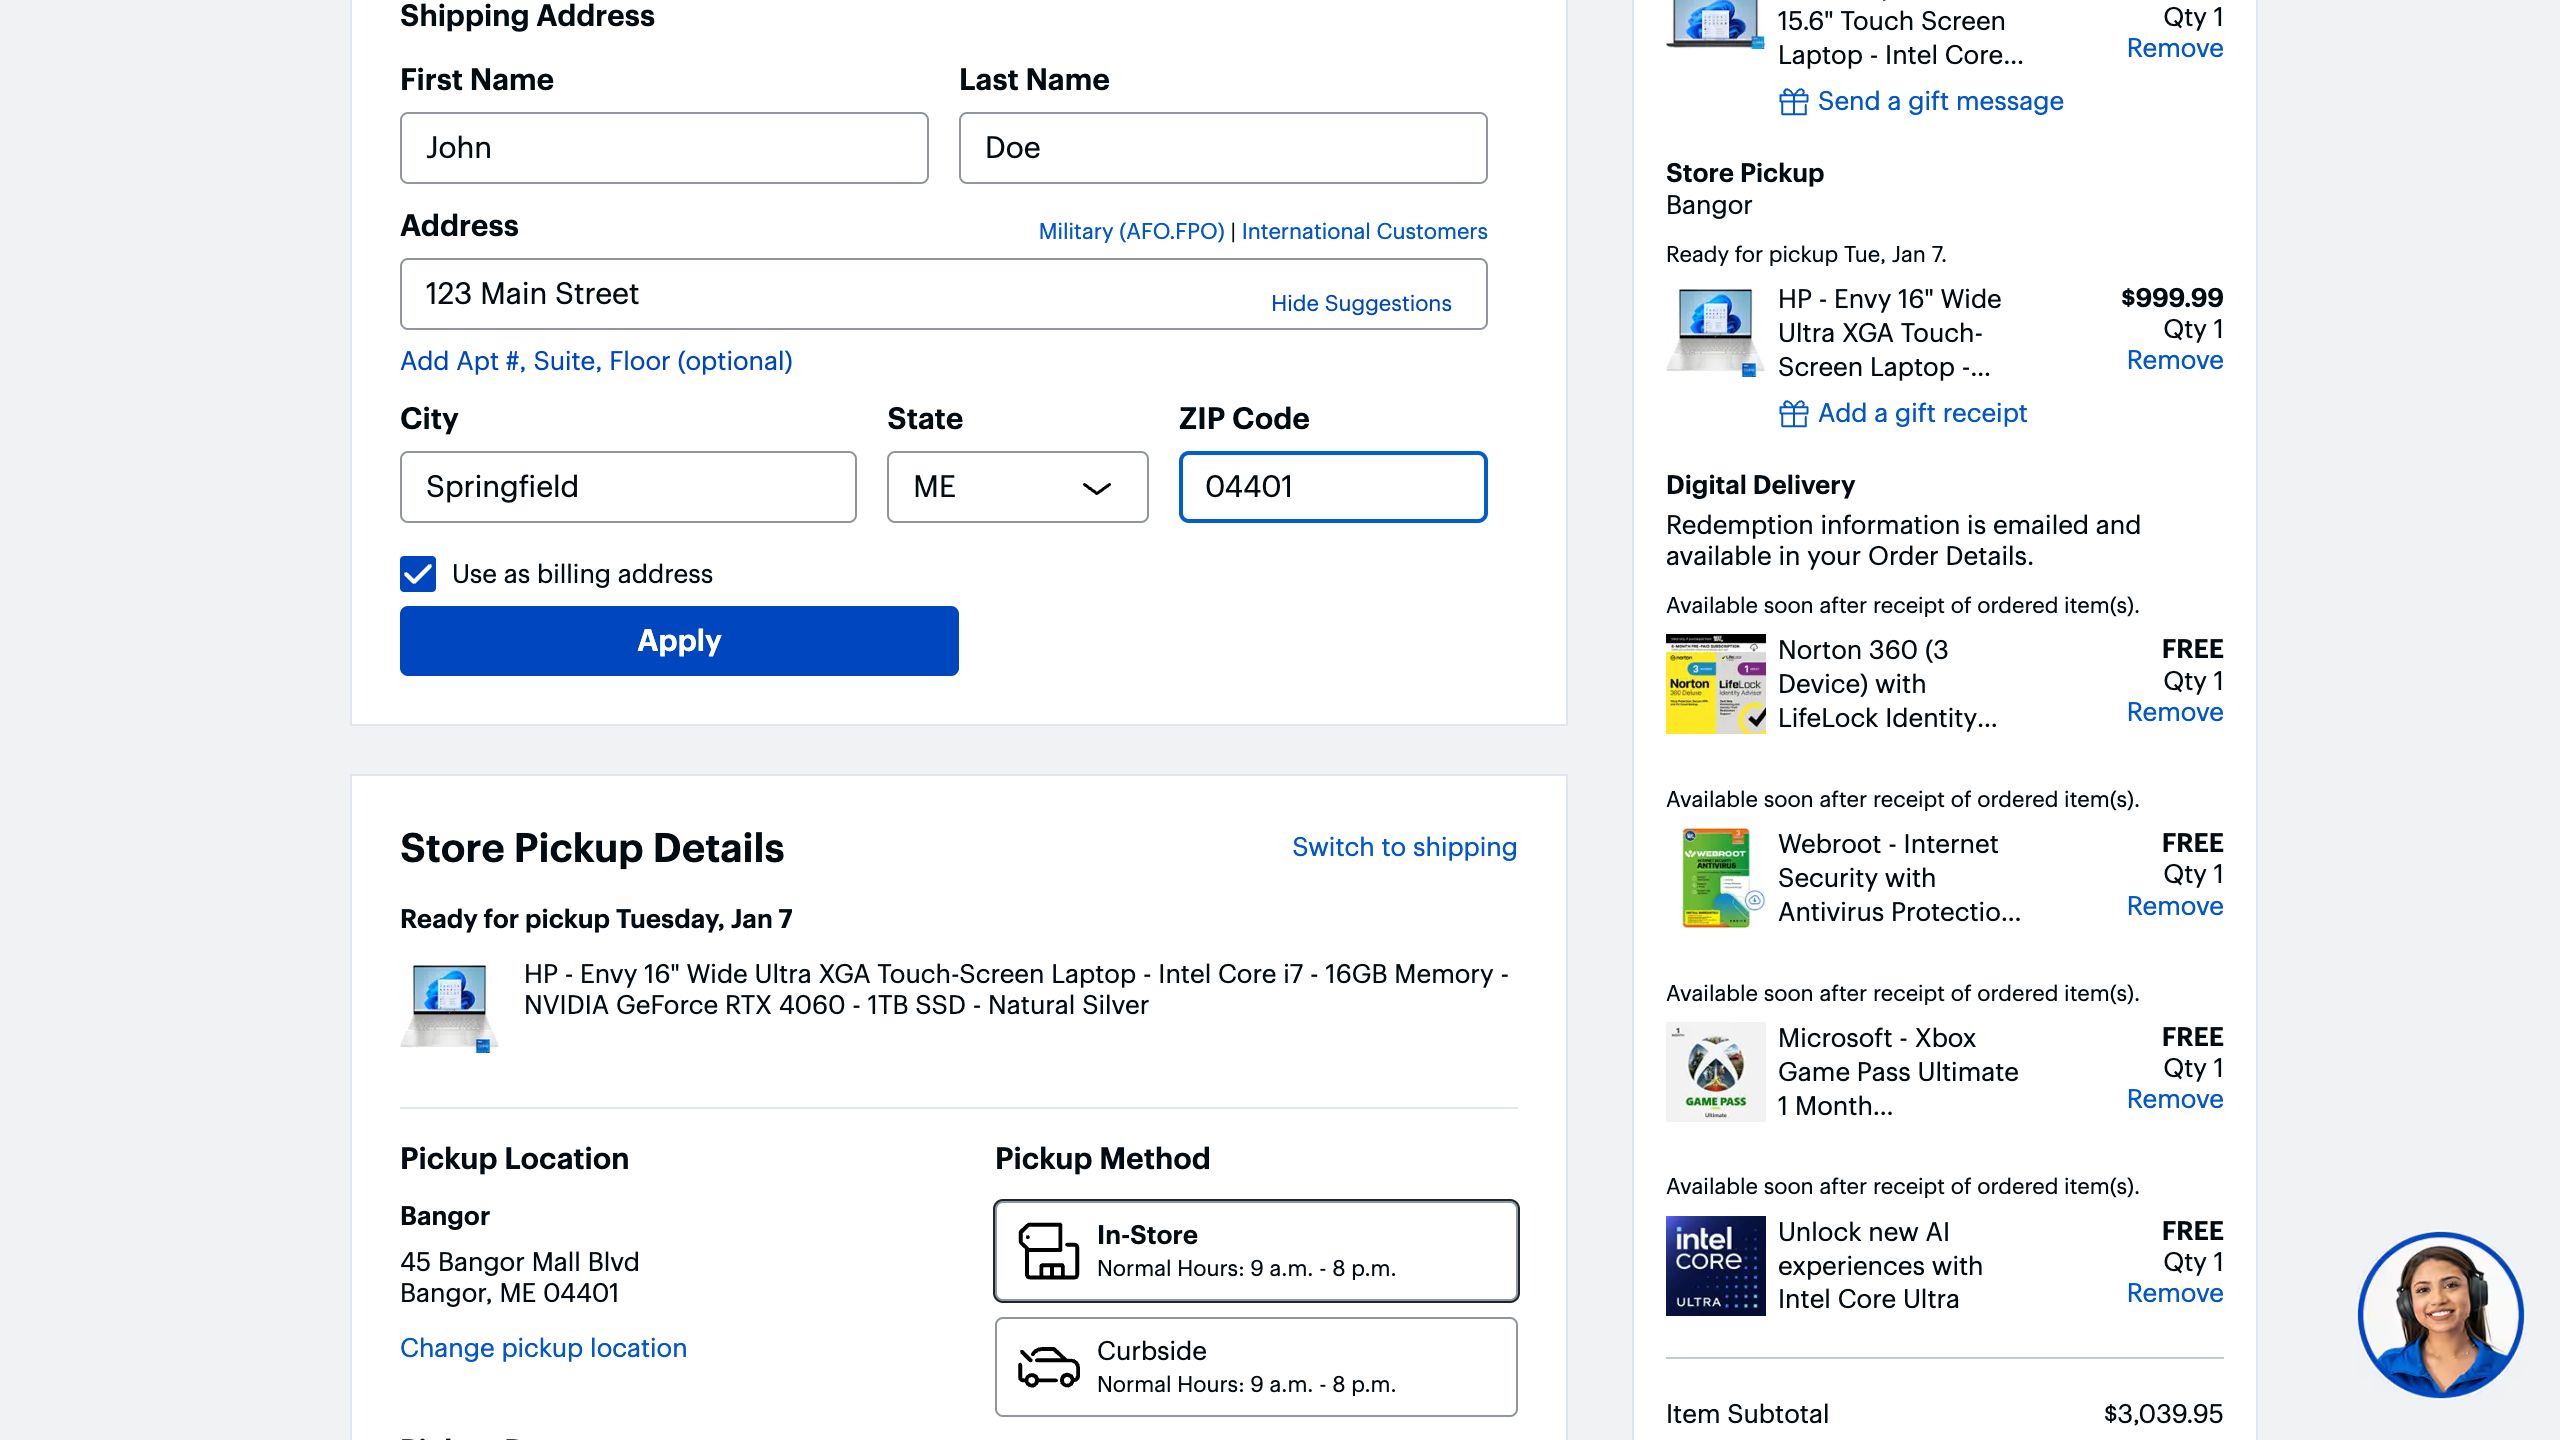 Shipping Address
First Name
Last Name
John
Doe
Address
Military (AFO.FPO) | International Customers
123 Main Street
Hide Suggestions
Add Apt #, Suite, Floor (optional)
City
State
ZIP Code
Springfield
ME
04401
Use as billing address
Apply
Store Pickup Details
Switch to shipping
Ready for pickup Tuesday, Jan 7
HP - Envy 16" Wide Ultra XGA Touch-Screen Laptop - Intel Core i7 - 16GB Memory -
NVIDIA GeForce RTX 4060 - 1TB SSD - Natural Silver
Pickup Location
Bangor
45 Bangor Mall Blvd
Bangor, ME 04401
Change pickup location
Pickup Method
In-Store
Normal Hours: 9 a.m. - 8 p.m.
Curbside
Normal Hours: 9 a.m. - 8 p.m.
15.6" Touch Screen
Laptop - Intel Core...
Qty 1
Remove
Send a gift message
Store Pickup
Bangor
Ready for pickup Tue, Jan 7.
HP - Envy 16" Wide
Ultra XGA Touch-
Screen Laptop -...
$999.99
Qty 1
Remove
Add a gift receipt
Digital Delivery
Redemption information is emailed and
available in your Order Details.
Available soon after receipt of ordered item(s).
Norton
LifeLock
Norton 360 (3
Device) with
LifeLock Identity...
FREE
Qty 1
Remove
Available soon after receipt of ordered item(s).
WEBROOT
Webroot - Internet
Security with
Antivirus Protectio...
FREE
Qty 1
Remove
Available soon after receipt of ordered item(s).
GAME PASS
Ultimate
Microsoft - Xbox
Game Pass Ultimate
1 Month...
FREE
Qty 1
Remove
Available soon after receipt of ordered item(s).
intel
CORE
ULTRA
Unlock new AI
experiences with
Intel Core Ultra
FREE
Qty 1
Remove
Item Subtotal
$3,039.95